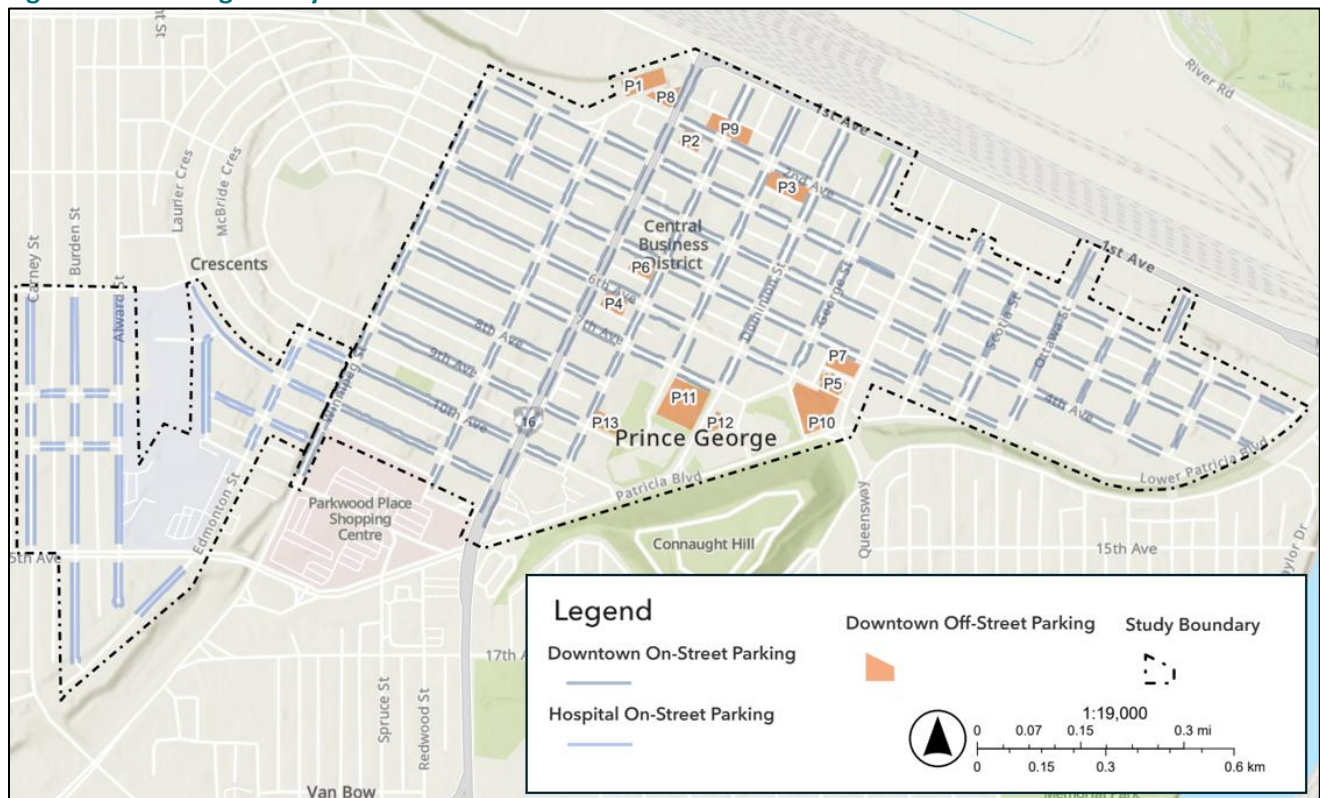 River Rd
P1
P8
P2
P9
1st Ave
P3
2nd Ave
Laurier Cres
McBride Cres
Carney St
Burden St
Alward St
Crescents
Central
Business
District
P6
6th Ave
P4
7th Ave
8th Ave
9th Ave
10th Ave
Dominion St
George St
Scotia St
Ottawa St
1st Ave
4th Ave
Winnipeg St
P7
P5
P10
P11
P12
P13
16
Prince George
Patricia Blvd
Lower Patricia Blvd
Edmonton St
Parkwood Place
Shopping
Centre
Connaught Hill
Queensway
15th Ave
5th Ave
Spruce St
Redwood St
Van Bow
Legend
Downtown On-Street Parking
Hospital On-Street Parking
Downtown Off-Street Parking
Study Boundary
1:19,000
0 0.07 0.15 0.3 mi
0 0.15 0.3 0.6 km